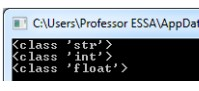 C:\Users\Professor ESSA\AppDat
<class 'str'>
<class 'int'>
<class 'float'>